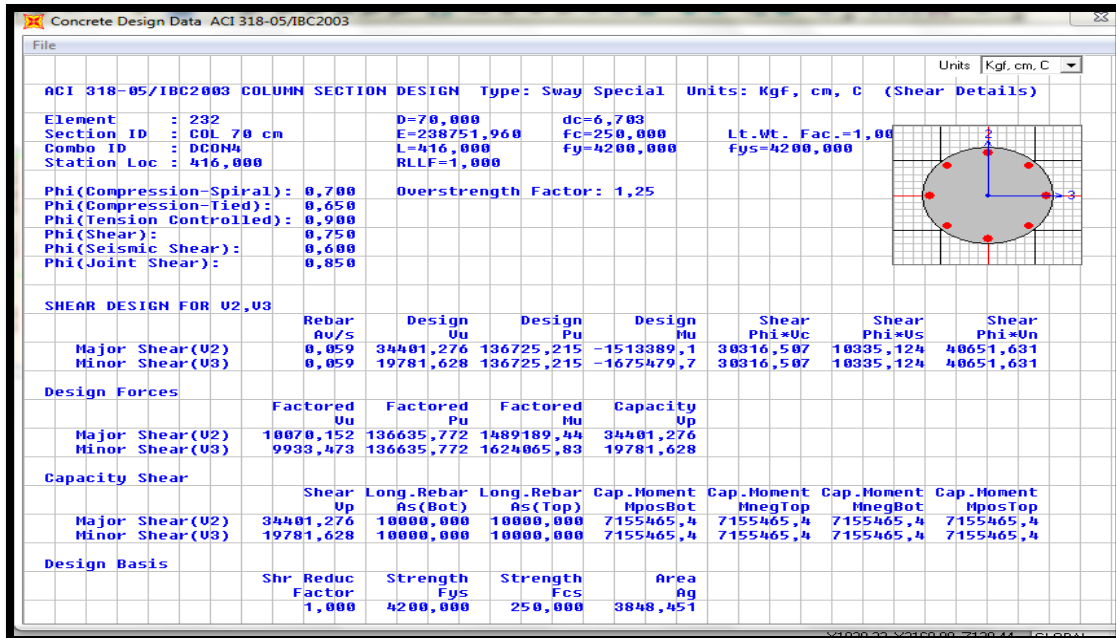 Concrete Design Data ACI 318-05/IBC2003
File
Units Kgf, cm, C
ACI 318-05/IBC2003 COLUMN SECTION DESIGN Type: Sway Special Units: Kgf, cm, C (Shear Details)
Element : 232 D=70,000 dc=6,703
Section ID : COL 70 cm E=238751,960 fc=250,000 Lt.Wt. Fac.=1,00
Combo ID : DCON4 L=416,000 fy=4200,000 fys=4200,000
Station Loc : 416,000 RLLF=1,000
2
3
Phi(Compression-Spiral): 0,700 Overstrength Factor: 1,25
Phi(Compression-Tied): 0,650
Phi(Tension Controlled): 0,900
Phi(Shear): 0,750
Phi(Seismic Shear): 0,600
Phi(Joint Shear): 0,850
SHEAR DESIGN FOR V2,V3
Rebar Design Design Design Shear Shear Shear
Av/s Vu Pu Mu Phi*Vc Phi*Vs Phi*Vn
Major Shear(V2) 0,059 34401,276 136725,215 -1513389,1 30316,507 10335,124 40651,631
Minor Shear(V3) 0,059 19781,628 136725,215 -1675479,7 30316,507 10335,124 40651,631
Design Forces
Factored Factored Factored Capacity
Vu Pu Mu Vp
Major Shear(V2) 10070,152 136635,772 1489189,44 34401,276
Minor Shear(V3) 9933,473 136635,772 1624065,83 19781,628
Capacity Shear
Shear Long.Rebar Long.Rebar Cap.Moment Cap.Moment Cap.Moment Cap.Moment
Vp As(Bot) As(Top) MposBot MnegTop MnegBot MposTop
Major Shear(V2) 34401,276 10000,000 10000,000 7155465,4 7155465,4 7155465,4 7155465,4
Minor Shear(V3) 19781,628 10000,000 10000,000 7155465,4 7155465,4 7155465,4 7155465,4
Design Basis
Shr Reduc Strength Strength Area
Factor Fys Fcs Ag
1,000 4200,000 250,000 3848,451